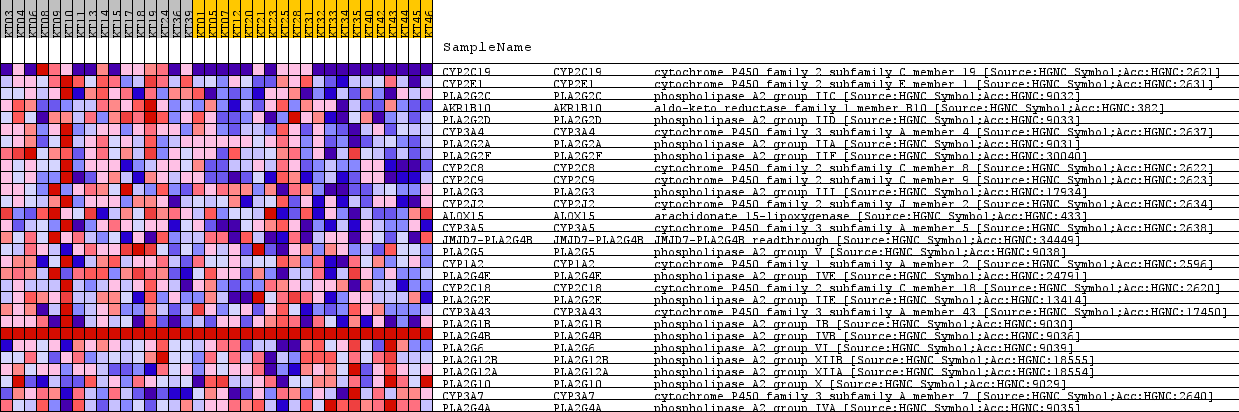 KT03 KT04 KT06 KT08 KT09 KT10 KT11 KT13 KT14 KT15 KT17 KT18 KT19 KT24 KT36 KT39 KT01 KT05 KT07 KT12 KT20 KT21 KT23 KT25 KT28 KT31 KT32 KT33 KT34 KT35 KT40 KT42 KT43 KT44 KT45 KT46
SampleName
CYP2C19 CYP2C19 cytochrome P450 family 2 subfamily C member 19 [Source:HGNC Symbol;Acc:HGNC:2621]
CYP2E1 CYP2E1 cytochrome P450 family 2 subfamily E member 1 [Source:HGNC Symbol;Acc:HGNC:2631]
PLA2G2C PLA2G2C phospholipase A2 group IIC [Source:HGNC Symbol;Acc:HGNC:9032]
AKR1B10 AKR1B10 aldo-keto reductase family 1 member B10 [Source:HGNC Symbol;Acc:HGNC:382]
PLA2G2D PLA2G2D phospholipase A2 group IID [Source:HGNC Symbol;Acc:HGNC:9033]
CYP3A4 CYP3A4 cytochrome P450 family 3 subfamily A member 4 [Source:HGNC Symbol;Acc:HGNC:2637]
PLA2G2A PLA2G2A phospholipase A2 group IIA [Source:HGNC Symbol;Acc:HGNC:9031]
PLA2G2F PLA2G2F phospholipase A2 group IIF [Source:HGNC Symbol;Acc:HGNC:30040]
CYP2C8 CYP2C8 cytochrome P450 family 2 subfamily C member 8 [Source:HGNC Symbol;Acc:HGNC:2622]
CYP2C9 CYP2C9 cytochrome P450 family 2 subfamily C member 9 [Source:HGNC Symbol;Acc:HGNC:2623]
PLA2G3 PLA2G3 phospholipase A2 group III [Source:HGNC Symbol;Acc:HGNC:17934]
CYP2J2 CYP2J2 cytochrome P450 family 2 subfamily J member 2 [Source:HGNC Symbol;Acc:HGNC:2634]
ALOX15 ALOX15 arachidonate 15-lipoxygenase [Source:HGNC Symbol;Acc:HGNC:433]
CYP3A5 CYP3A5 cytochrome P450 family 3 subfamily A member 5 [Source:HGNC Symbol;Acc:HGNC:2638]
JMJD7-PLA2G4B JMJD7-PLA2G4B JMJD7-PLA2G4B readthrough [Source:HGNC Symbol;Acc:HGNC:34449]
PLA2G5 PLA2G5 phospholipase A2 group V [Source:HGNC Symbol;Acc:HGNC:9038]
CYP1A2 CYP1A2 cytochrome P450 family 1 subfamily A member 2 [Source:HGNC Symbol;Acc:HGNC:2596]
PLA2G4E PLA2G4E phospholipase A2 group IVE [Source:HGNC Symbol;Acc:HGNC:24791]
CYP2C18 CYP2C18 cytochrome P450 family 2 subfamily C member 18 [Source:HGNC Symbol;Acc:HGNC:2620]
PLA2G2E PLA2G2E phospholipase A2 group IIE [Source:HGNC Symbol;Acc:HGNC:13414]
CYP3A43 CYP3A43 cytochrome P450 family 3 subfamily A member 43 [Source:HGNC Symbol;Acc:HGNC:17450]
PLA2G1B PLA2G1B phospholipase A2 group IB [Source:HGNC Symbol;Acc:HGNC:9030]
PLA2G4B PLA2G4B phospholipase A2 group IVB [Source:HGNC Symbol;Acc:HGNC:9036]
PLA2G6 PLA2G6 phospholipase A2 group VI [Source:HGNC Symbol;Acc:HGNC:9039]
PLA2G12B PLA2G12B phospholipase A2 group XIIB [Source:HGNC Symbol;Acc:HGNC:18555]
PLA2G12A PLA2G12A phospholipase A2 group XIIA [Source:HGNC Symbol;Acc:HGNC:18554]
PLA2G10 PLA2G10 phospholipase A2 group X [Source:HGNC Symbol;Acc:HGNC:9029]
CYP3A7 CYP3A7 cytochrome P450 family 3 subfamily A member 7 [Source:HGNC Symbol;Acc:HGNC:2640]
PLA2G4A PLA2G4A phospholipase A2 group IVA [Source:HGNC Symbol;Acc:HGNC:9035]